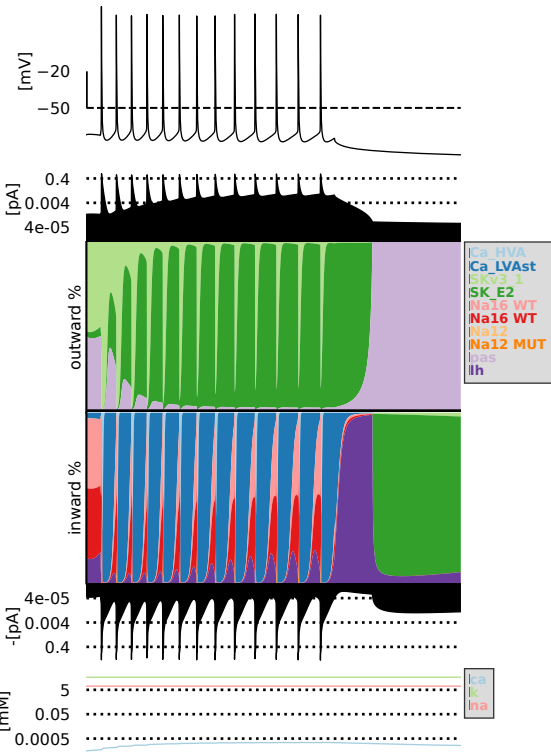 [mV]
−20
−50
[pA]
0.4
0.004
4e-05
outward %
Ca_HVA
Ca_LVAst
SKv3_1
SK_E2
Na16 WT
Na16 WT
Na12
Na12 MUT
pas
Ih
inward %
-[pA]
4e-05
0.004
0.4
[mM]
5
0.05
0.0005
ca
k
na